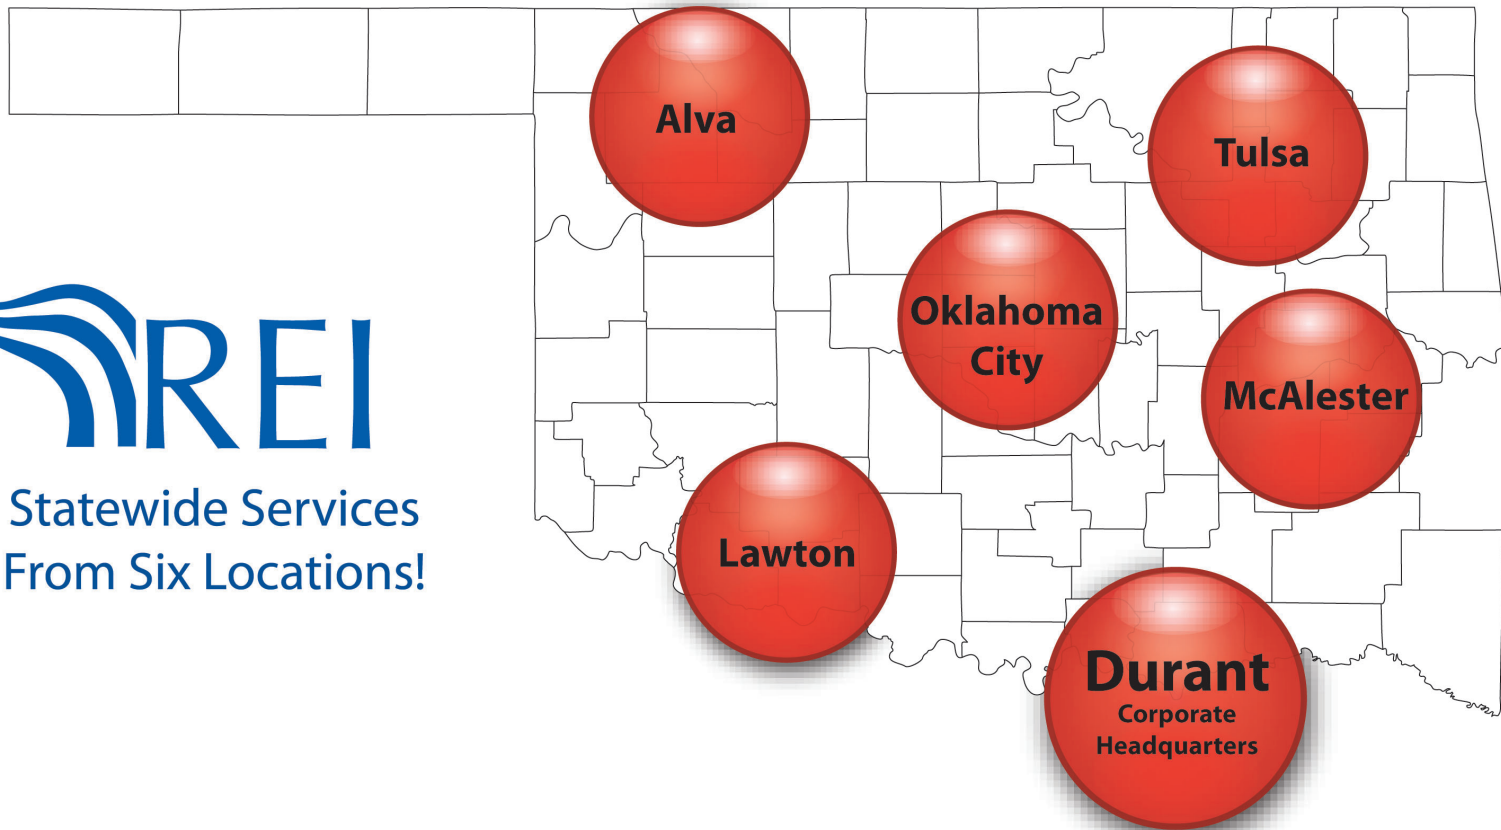 Alva
Tulsa
Oklahoma
City
McAlester
REI
Statewide Services
From Six Locations!
Lawton
Durant
Corporate
Headquarters